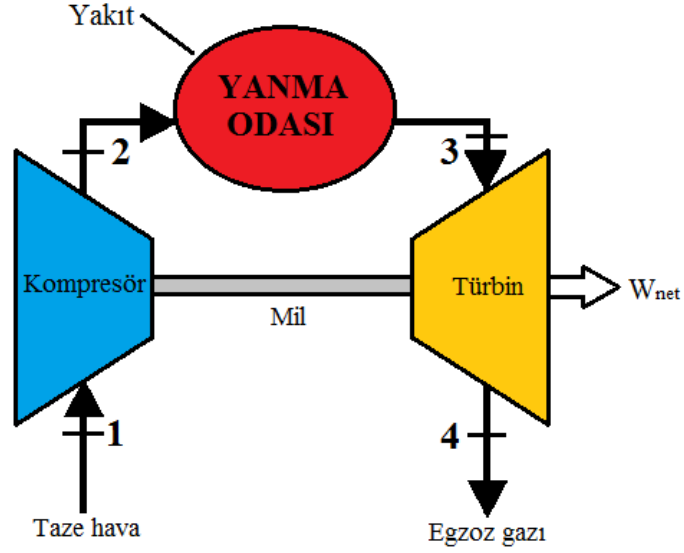 Yakıt
YANMA
ODASI
2
3
Kompresör
Mil
Türbin
Wnet
1
4
Taze hava
Egzoz gazı